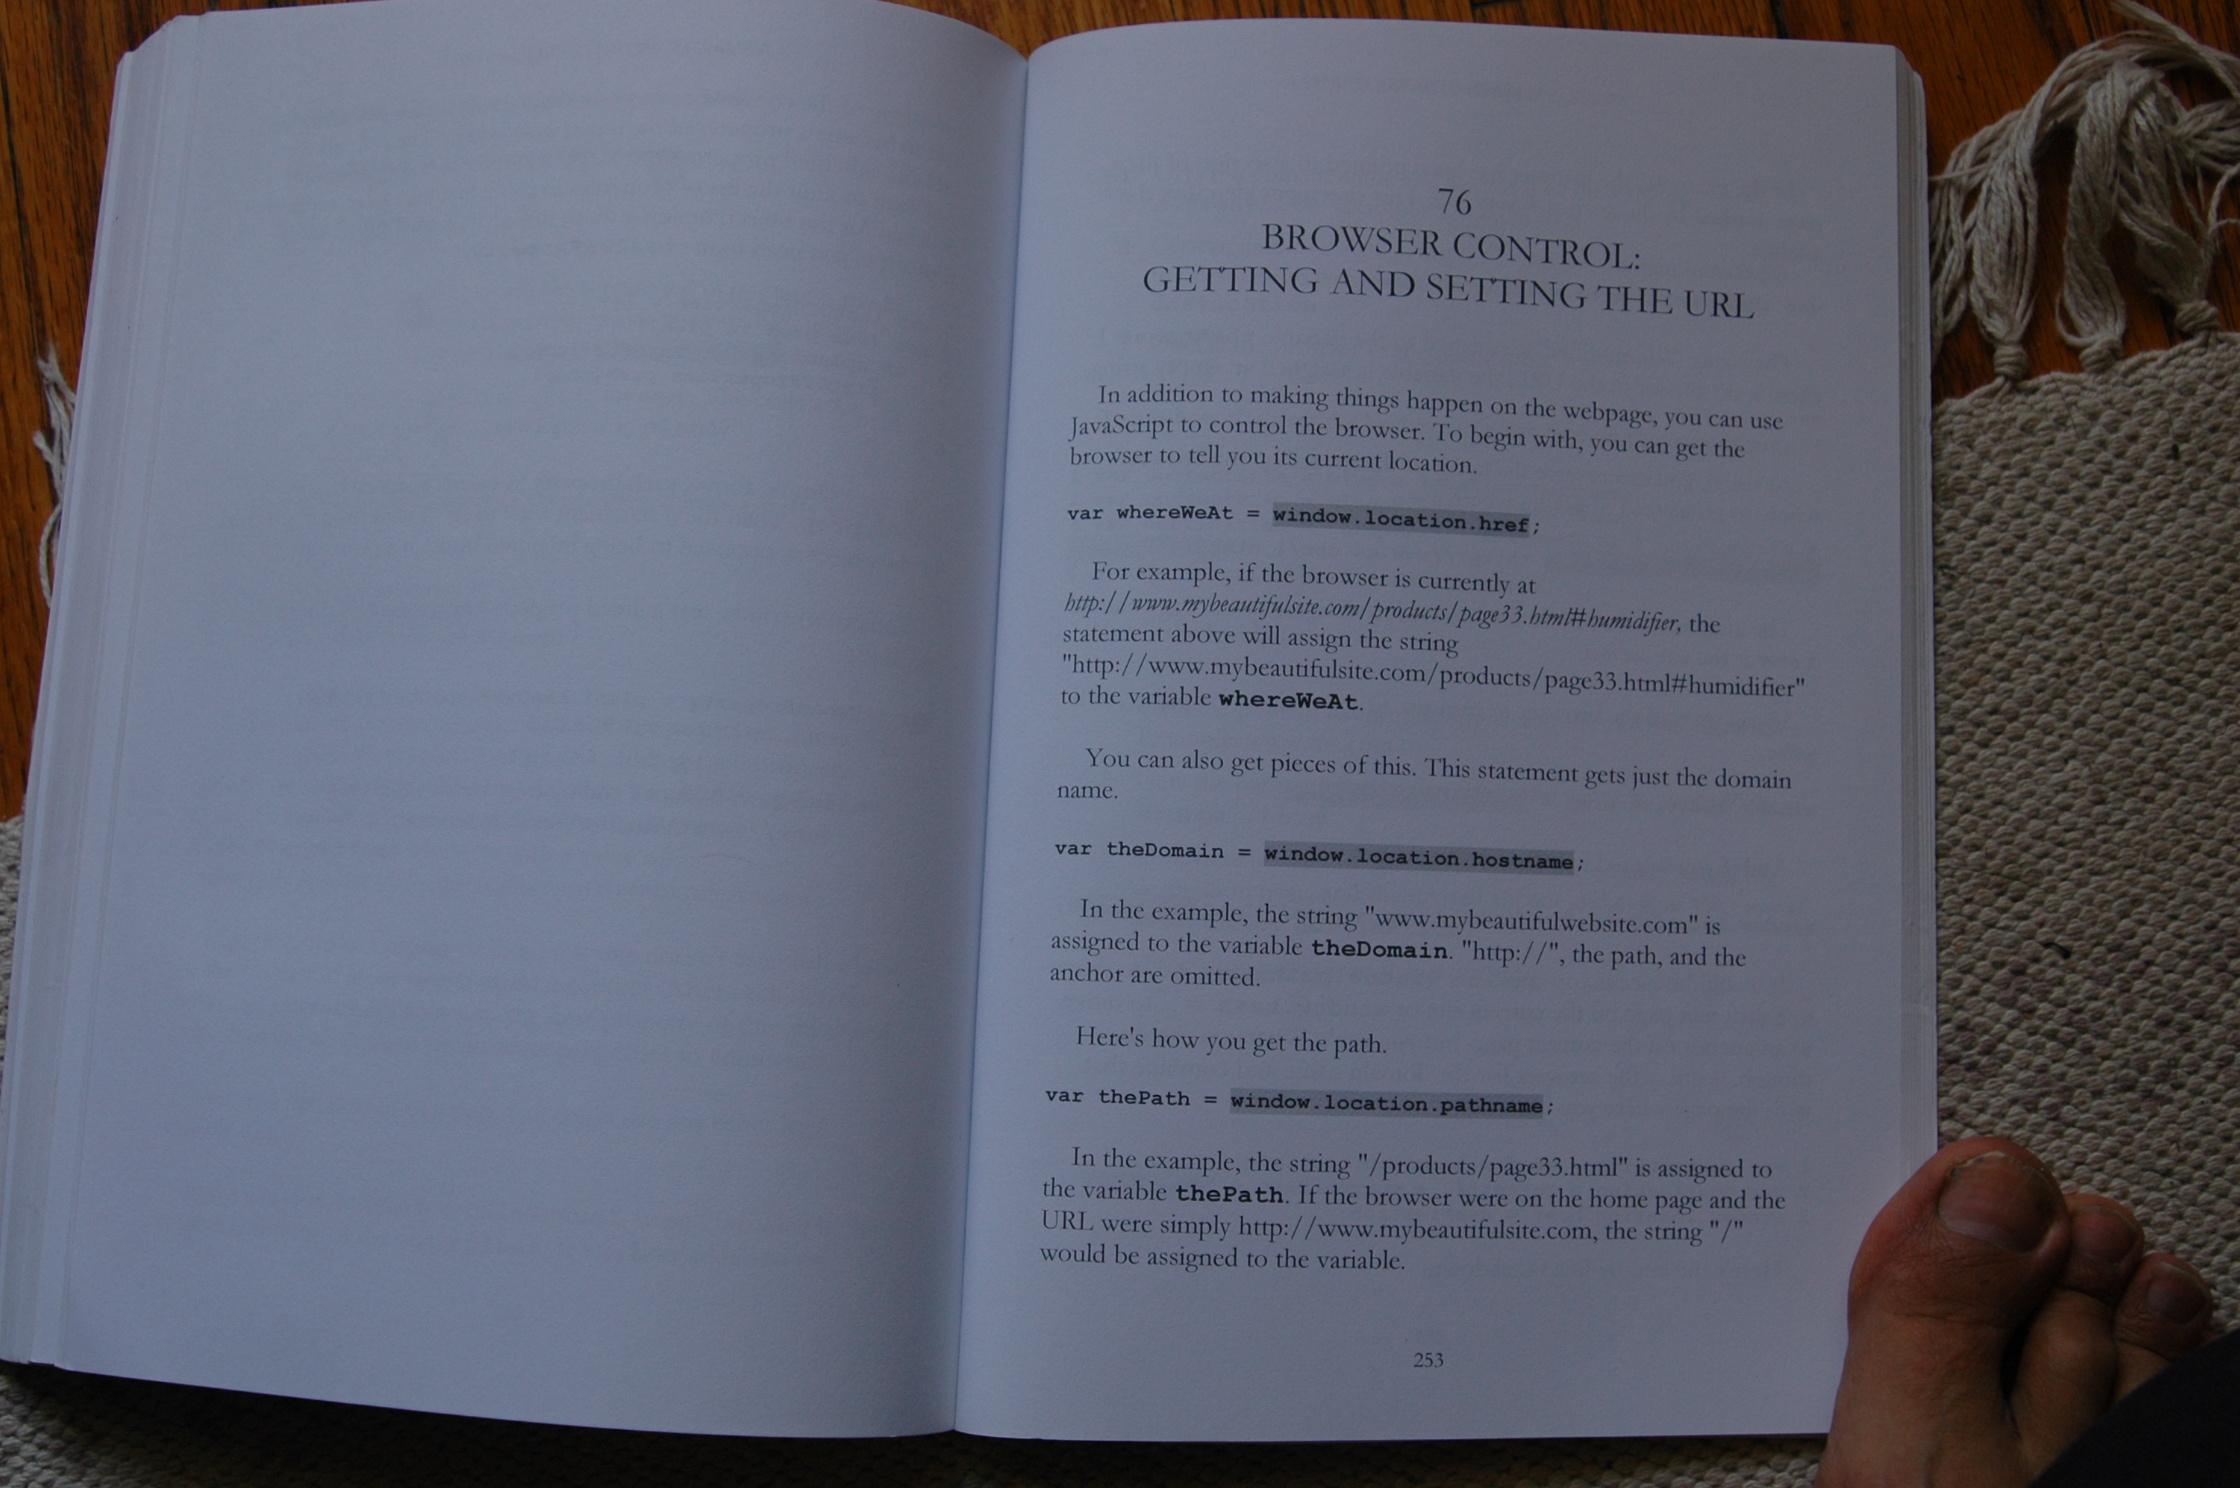 76
BROWSER CONTROL:
GETTING AND SETTING THE URL
In addition to making things happen on the webpage, you can use
JavaScript to control the browser. To begin with, you can get the
browser to tell you its current location.
var whereWeAt = window.location.href;
For example, if the browser is currently at
http://www.mybeautifulsite.com/products/page33.html#humidifier, the
statement above will assign the string
"http://www.mybeautifulsite.com/products/page33.html#humidifier"
to the variable whereWeAt.
You can also get pieces of this. This statement gets just the domain
name.
var theDomain = window.location.hostname;
In the example, the string "www.mybeautifulwebsite.com" is
assigned to the variable theDomain. "http://", the path, and the
anchor are omitted.
Here's how you get the path.
var thePath = window.location.pathname;
In the example, the string "/products/page33.html" is assigned to
the variable thePath. If the browser were on the home page and the
URL were simply http://www.mybeautifulsite.com, the string "/"
would be assigned to the variable.
253